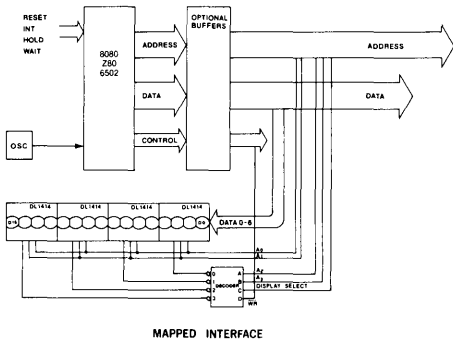 RESET
INT
HOLD
WAIT
8080
Z80
6502
OPTIONAL
BUFFERS
ADDRESS
ADDRESS
DATA
DATA
CONTROL
OSC
DL1414
DL1414
DL1414
DL1414
DATA 0-6
A0
A1
0
1
2
3
DECODER
A
B
C
D
A2
A3
DISPLAY SELECT
WR
MAPPED INTERFACE